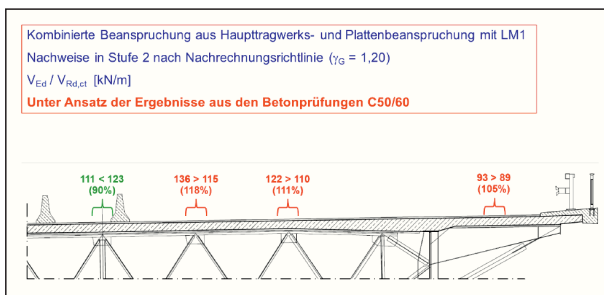 Kombinierte Beanspruchung aus Haupttragwerks- und Plattenbeanspruchung mit LM1
Nachweise in Stufe 2 nach Nachrechnungsrichtlinie (γG = 1,20)
VEd / VRd,ct [kN/m]
Unter Ansatz der Ergebnisse aus den Betonprüfungen C50/60
111 < 123
(90%)
136 > 115
(118%)
122 > 110
(111%)
93 > 89
(105%)